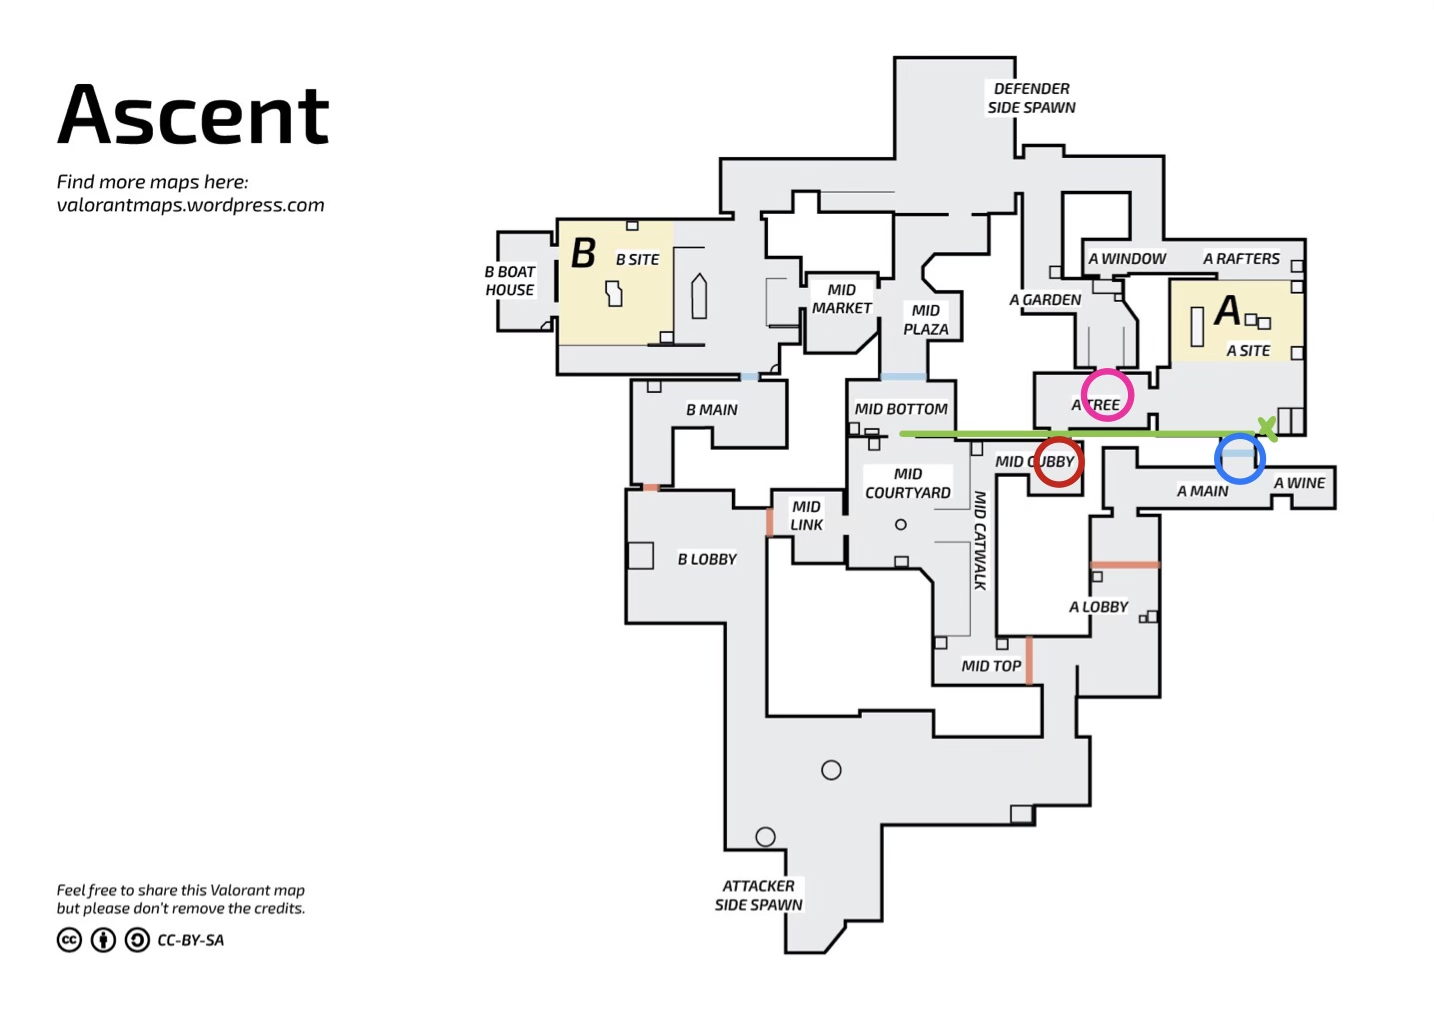 Ascent
Find more maps here:
valorantmaps.wordpress.com
DEFENDER
SIDE SPAWN
B
B SITE
B BOAT
HOUSE
MID
MARKET
MID
PLAZA
A WINDOW
A RAFTERS
A GARDEN
A
A SITE
B MAIN
MID BOTTOM
A TREE
MID CUBBY
MID
COURTYARD
A MAIN
A WINE
MID
LINK
MID CATWALK
B LOBBY
A LOBBY
MID TOP
ATTACKER
SIDE SPAWN
Feel free to share this Valorant map
but please don't remove the credits.
cc
CC-BY-SA